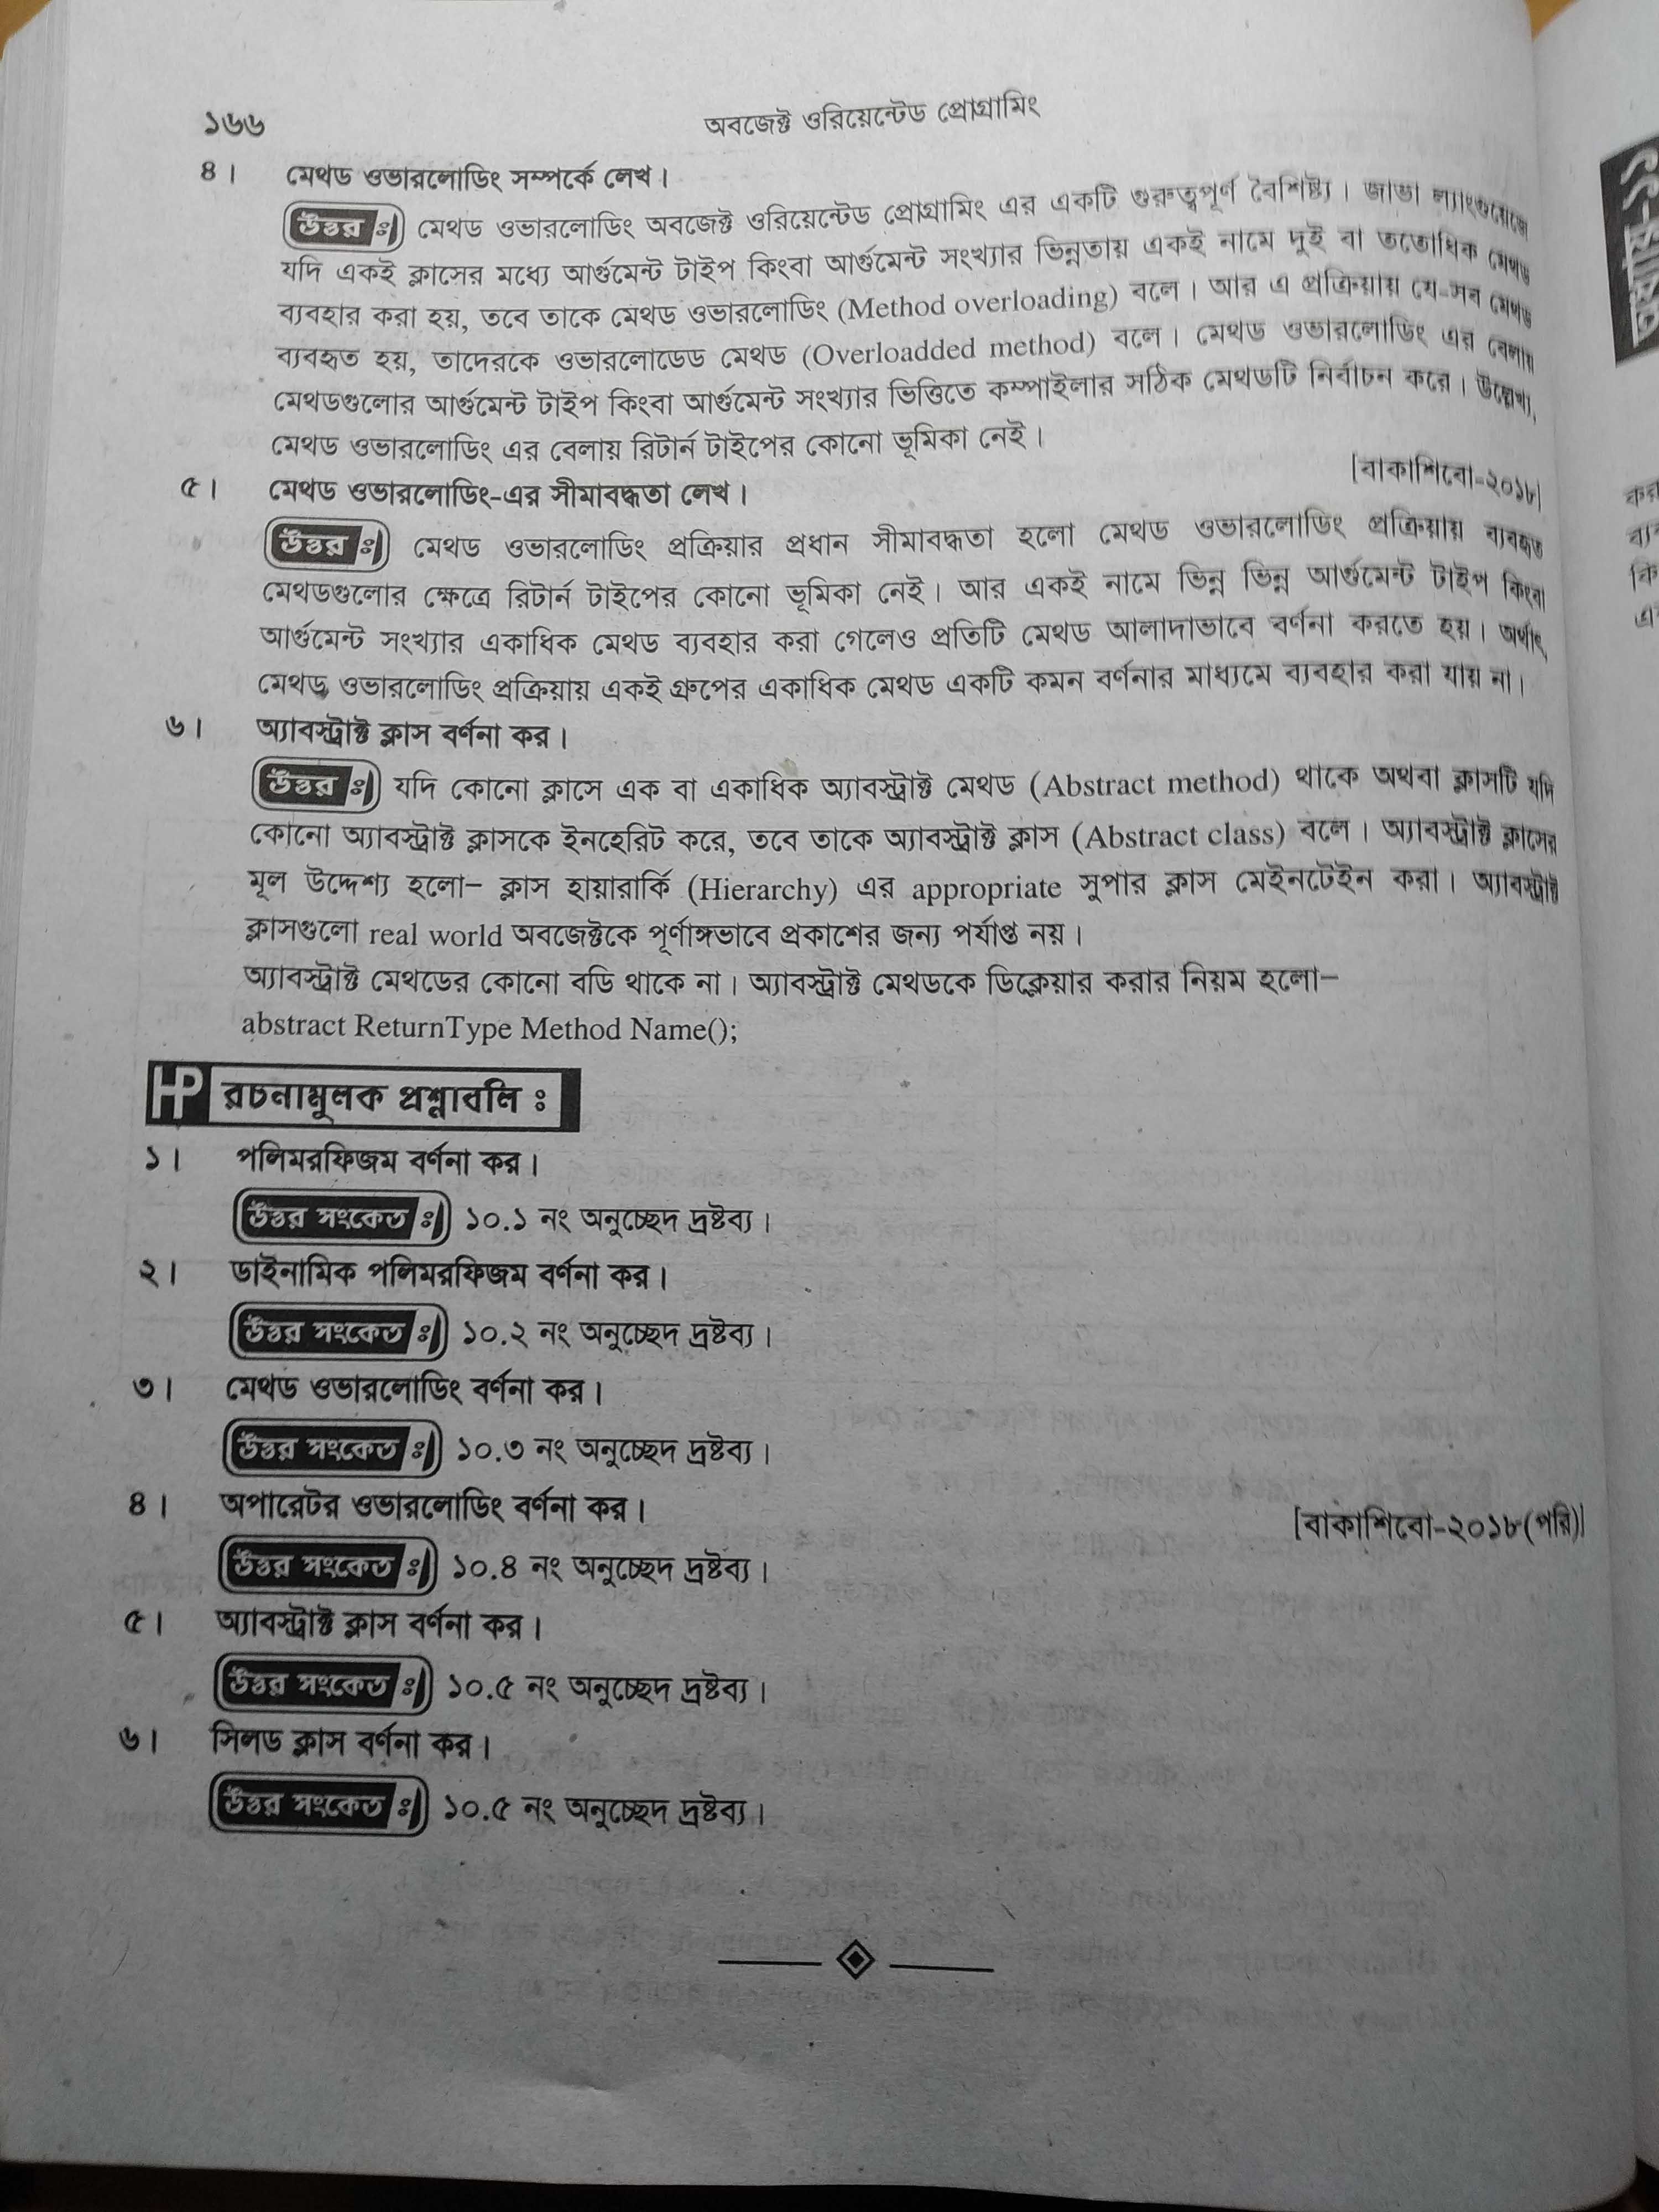 ১৬৬
অবজেক্ট ওরিয়েন্টেড প্রোগ্রামিং
৪। মেথড ওভারলোডিং সম্পর্কে লেখ।
উত্তর ঃ মেথড ওভারলোডিং অবজেক্ট ওরিয়েন্টেড প্রোগ্রামিং এর একটি গুরুত্বপূর্ণ বৈশিষ্ট্য। জাভা ল্যাংগুয়েজে
যদি একই ক্লাসের মধ্যে আর্গুমেন্ট টাইপ কিংবা আর্গুমেন্ট সংখ্যার ভিন্নতায় একই নামে দুই বা ততোধিক মেথড
ব্যবহার করা হয়, তবে তাকে মেথড ওভারলোডিং (Method overloading) বলে। আর এ প্রক্রিয়ায় যে-সব মেথড
ব্যবহৃত হয়, তাদেরকে ওভারলোডেড মেথড (Overloadded method) বলে। মেথড ওভারলোডিং এর বেলায়
মেথডগুলোর আর্গুমেন্ট টাইপ কিংবা আর্গুমেন্ট সংখ্যার ভিত্তিতে কম্পাইলার সঠিক মেথডটি নির্বাচন করে। উল্লেখ্য,
মেথড ওভারলোডিং এর বেলায় রিটার্ন টাইপের কোনো ভূমিকা নেই।
৫। মেথড ওভারলোডিং-এর সীমাবদ্ধতা লেখ। [বাকাশিবো-২০১৮]
উত্তর ঃ মেথড ওভারলোডিং প্রক্রিয়ার প্রধান সীমাবদ্ধতা হলো মেথড ওভারলোডিং প্রক্রিয়ায় ব্যবহৃত
মেথডগুলোর ক্ষেত্রে রিটার্ন টাইপের কোনো ভূমিকা নেই। আর একই নামে ভিন্ন ভিন্ন আর্গুমেন্ট টাইপ কিংবা
আর্গুমেন্ট সংখ্যার একাধিক মেথড ব্যবহার করা গেলেও প্রতিটি মেথড আলাদাভাবে বর্ণনা করতে হয়। অর্থাৎ,
মেথড ওভারলোডিং প্রক্রিয়ায় একই গ্রুপের একাধিক মেথড একটি কমন বর্ণনার মাধ্যমে ব্যবহার করা যায় না।
৬। অ্যাবস্ট্রাক্ট ক্লাস বর্ণনা কর।
উত্তর ঃ যদি কোনো ক্লাসে এক বা একাধিক অ্যাবস্ট্রাক্ট মেথড (Abstract method) থাকে অথবা ক্লাসটি যদি
কোনো অ্যাবস্ট্রাক্ট ক্লাসকে ইনহেরিট করে, তবে তাকে অ্যাবস্ট্রাক্ট ক্লাস (Abstract class) বলে। অ্যাবস্ট্রাক্ট ক্লাসের
মূল উদ্দেশ্য হলো– ক্লাস হায়ারার্কি (Hierarchy) এর appropriate সুপার ক্লাস মেইনটেইন করা। অ্যাবস্ট্রাক্ট
ক্লাসগুলো real world অবজেক্টকে পূর্ণাঙ্গভাবে প্রকাশের জন্য পর্যাপ্ত নয়।
অ্যাবস্ট্রাক্ট মেথডের কোনো বডি থাকে না। অ্যাবস্ট্রাক্ট মেথডকে ডিক্লেয়ার করার নিয়ম হলো–
abstract ReturnType Method Name();
HP রচনামূলক প্রশ্নাবলি ঃ
১। পলিমরফিজম বর্ণনা কর।
উত্তর সংকেত ঃ ১০.১ নং অনুচ্ছেদ দ্রষ্টব্য।
২। ডাইনামিক পলিমরফিজম বর্ণনা কর।
উত্তর সংকেত ঃ ১০.২ নং অনুচ্ছেদ দ্রষ্টব্য।
৩। মেথড ওভারলোডিং বর্ণনা কর।
উত্তর সংকেত ঃ ১০.৩ নং অনুচ্ছেদ দ্রষ্টব্য।
৪। অপারেটর ওভারলোডিং বর্ণনা কর। [বাকাশিবো-২০১৮(পরি)]
উত্তর সংকেত ঃ ১০.৪ নং অনুচ্ছেদ দ্রষ্টব্য।
৫। অ্যাবস্ট্রাক্ট ক্লাস বর্ণনা কর।
উত্তর সংকেত ঃ ১০.৫ নং অনুচ্ছেদ দ্রষ্টব্য।
৬। সিলড ক্লাস বর্ণনা কর।
উত্তর সংকেত ঃ ১০.৫ নং অনুচ্ছেদ দ্রষ্টব্য।